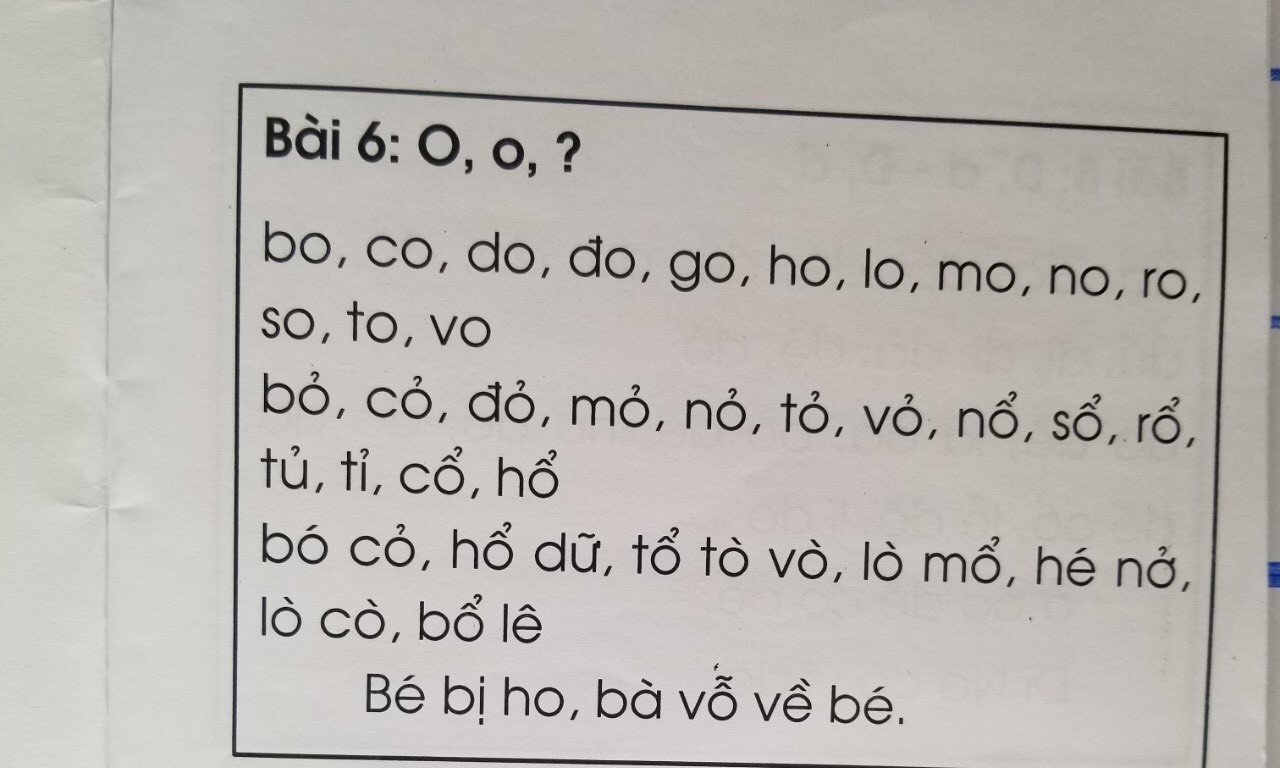 Bài 6: O, o, ?
bo, co, do, đo, go, ho, lo, mo, no, ro,
so, to, vo
bỏ, cỏ, đỏ, mỏ, nỏ, tỏ, vỏ, nổ, sổ, rổ,
tủ, tỉ, cổ, hổ
bó cỏ, hổ dữ, tổ tò vò, lò mổ, hé nở,
lò cò, bổ lê
Bé bị ho, bà vỗ về bé.